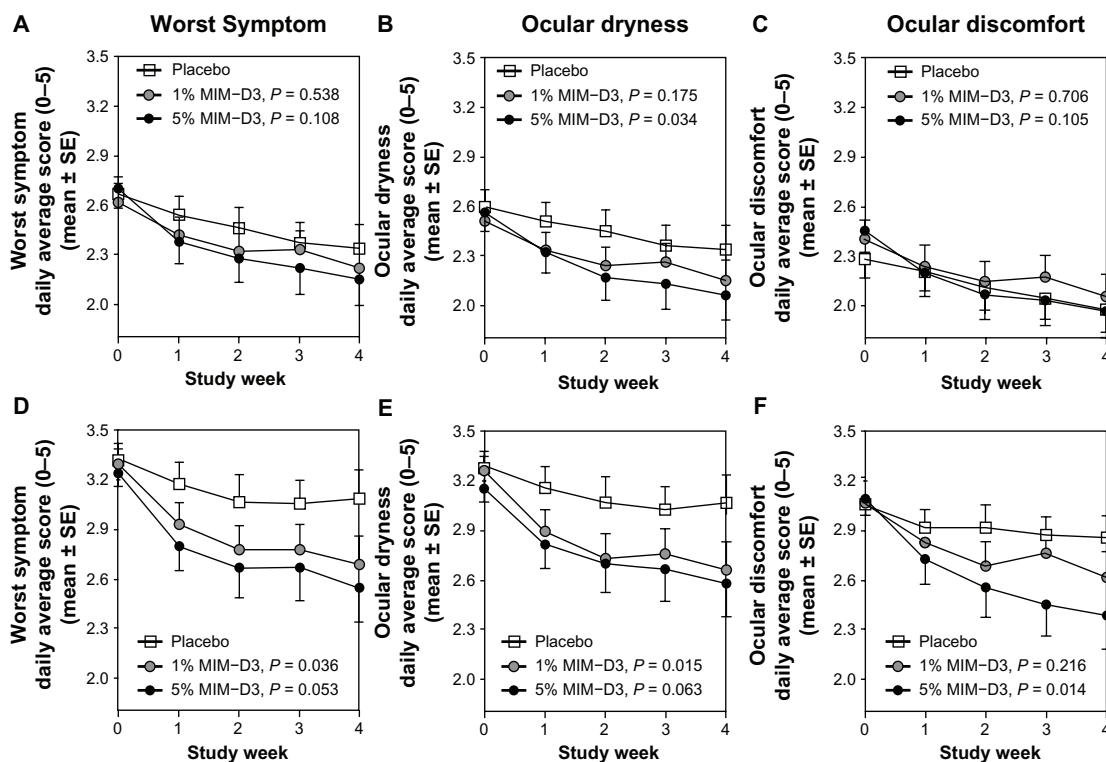 A
Worst Symptom
Worst symptom
daily average score (0–5)
(mean ± SE)
3.5
3.2
2.9
2.6
2.3
2.0
Placebo
1% MIM−D3, P = 0.538
5% MIM−D3, P = 0.108
0 1 2 3 4
Study week
B
Ocular dryness
Ocular dryness
daily average score (0–5)
(mean ± SE)
3.5
3.2
2.9
2.6
2.3
2.0
Placebo
1% MIM−D3, P = 0.175
5% MIM−D3, P = 0.034
0 1 2 3 4
Study week
C
Ocular discomfort
Ocular discomfort
daily average score (0–5)
(mean ± SE)
3.5
3.2
2.9
2.6
2.3
2.0
Placebo
1% MIM−D3, P = 0.706
5% MIM−D3, P = 0.105
0 1 2 3 4
Study week
D
Worst symptom
daily average score (0–5)
(mean ± SE)
3.5
3.2
2.9
2.6
2.3
2.0
Placebo
1% MIM−D3, P = 0.036
5% MIM−D3, P = 0.053
0 1 2 3 4
Study week
E
Ocular dryness
daily average score (0–5)
(mean ± SE)
3.5
3.2
2.9
2.6
2.3
2.0
Placebo
1% MIM−D3, P = 0.015
5% MIM−D3, P = 0.063
0 1 2 3 4
Study week
F
Ocular discomfort
daily average score (0–5)
(mean ± SE)
3.5
3.2
2.9
2.6
2.3
2.0
Placebo
1% MIM−D3, P = 0.216
5% MIM−D3, P = 0.014
0 1 2 3 4
Study week